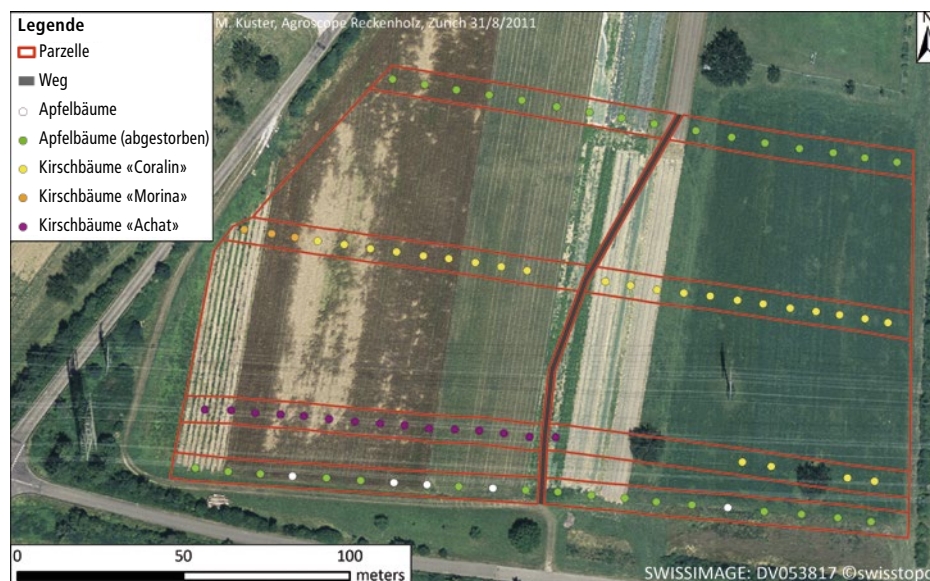 M. Kuster, Agroscope Reckenholz, Zürich 31/8/2011
N
Legende
Parzelle
Weg
Apfelbäume
Apfelbäume (abgestorben)
Kirschbäume «Coralin»
Kirschbäume «Morina»
Kirschbäume «Achat»
0 50 100
meters
SWISSIMAGE: DV053817 ©swisstopo